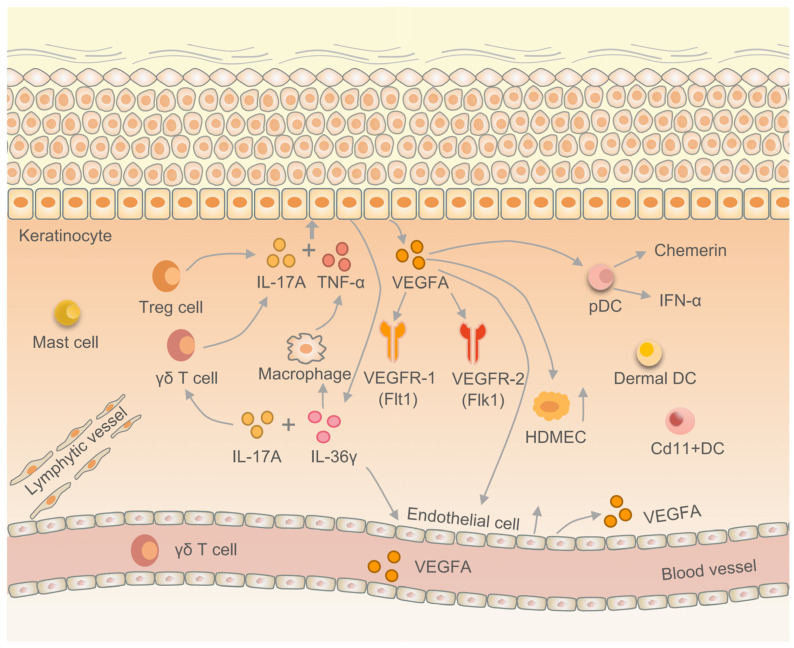 Keratinocyte
IL-17A
+
TNF-α
VEGFA
Chemerin
pDC
IFN-α
Treg cell
Mast cell
γδ T cell
Macrophage
VEGFR-1
(Flt1)
VEGFR-2
(Flk1)
Dermal DC
HDMEC
Cd11+DC
Lymphytic vessel
IL-17A
+
IL-36γ
Endothelial cell
VEGFA
γδ T cell
VEGFA
Blood vessel